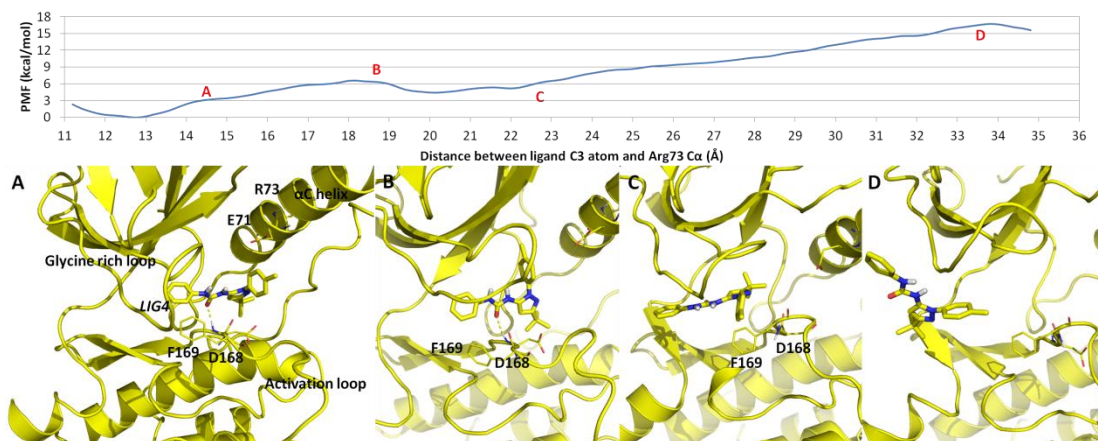 PMF (kcal/mol)
18
15
12
9
6
3
0
A
B
C
D
11 12 13 14 15 16 17 18 19 20 21 22 23 24 25 26 27 28 29 30 31 32 33 34 35 36
Distance between ligand C3 atom and Arg73 Cα (Å)
A
R73
αC helix
E71
Glycine rich loop
LIG4
F169
D168
Activation loop
B
F169
D168
C
F169
D168
D